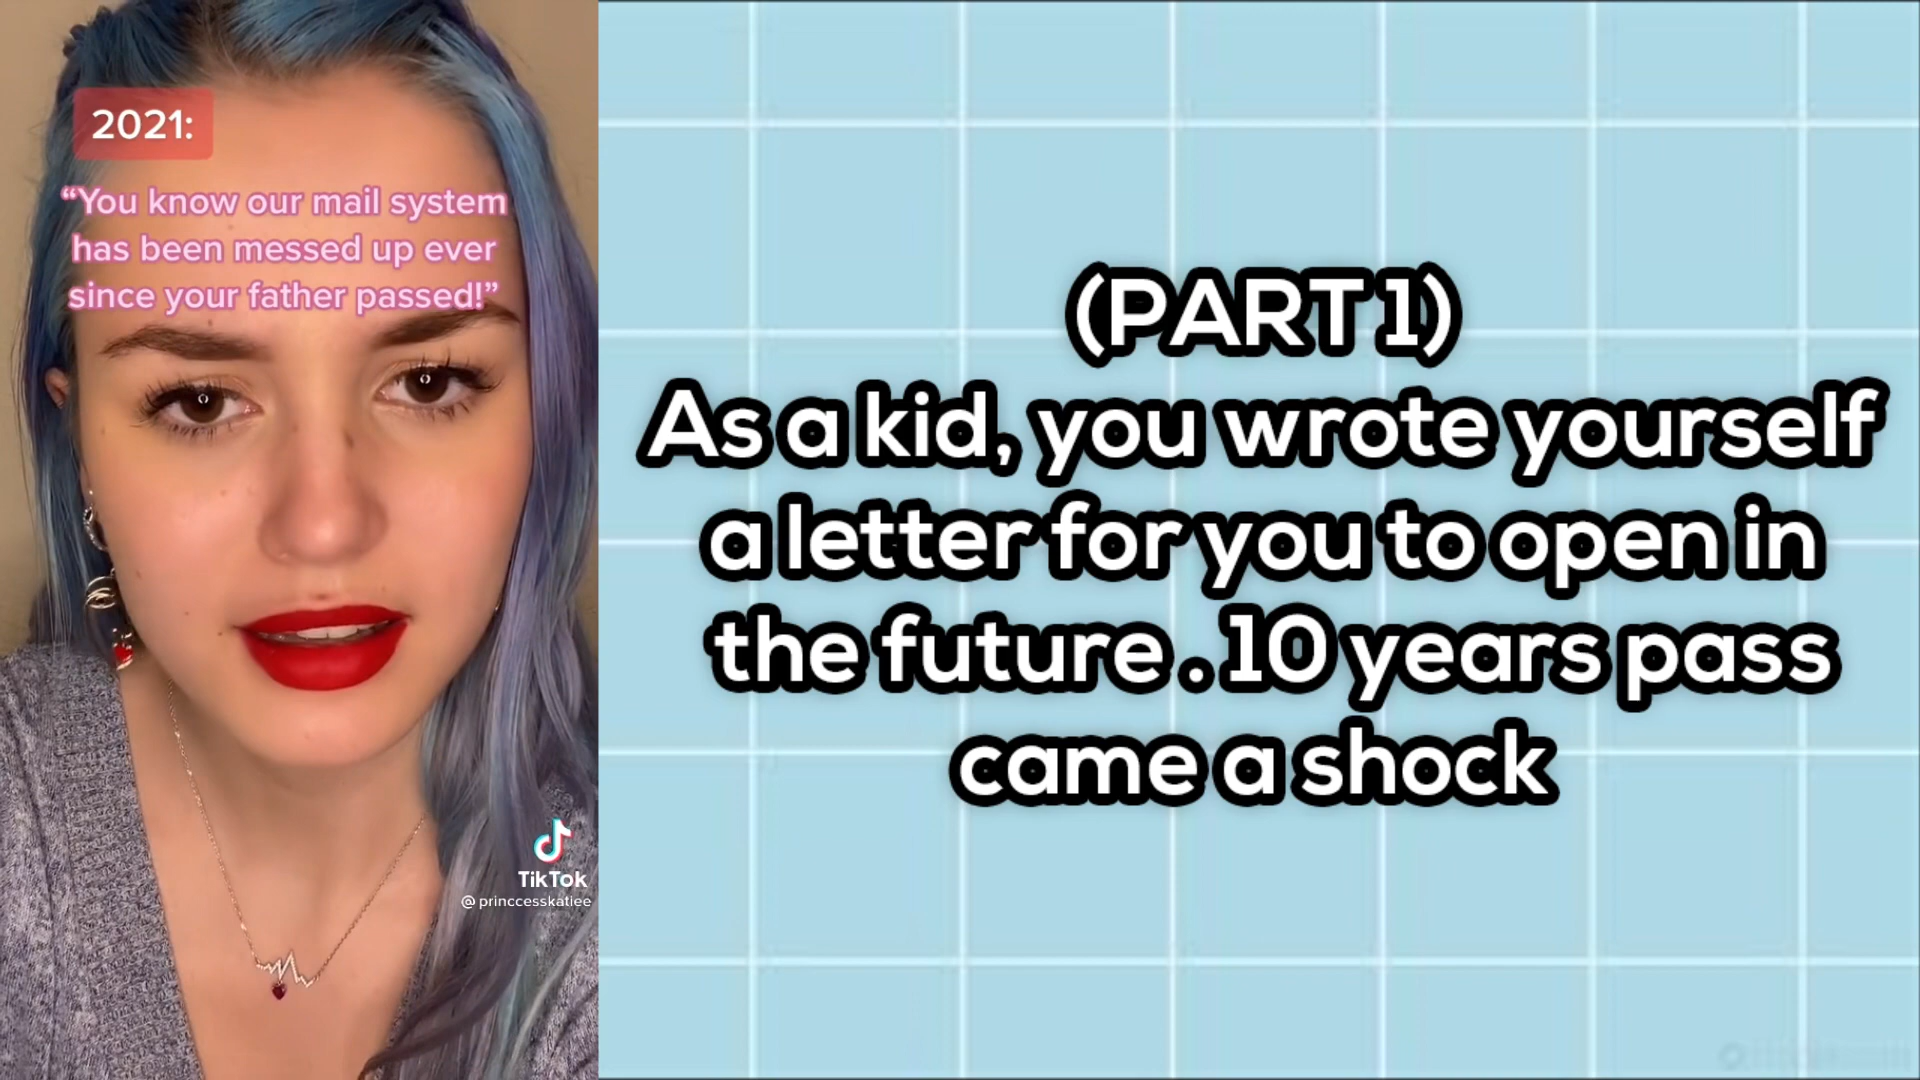 2021:
“You know our mail system
has been messed up ever
since your father passed!”
TikTok
@princcesskatiee
(PART 1)
As a kid, you wrote yourself
a letter for you to open in
the future . 10 years pass
came a shock